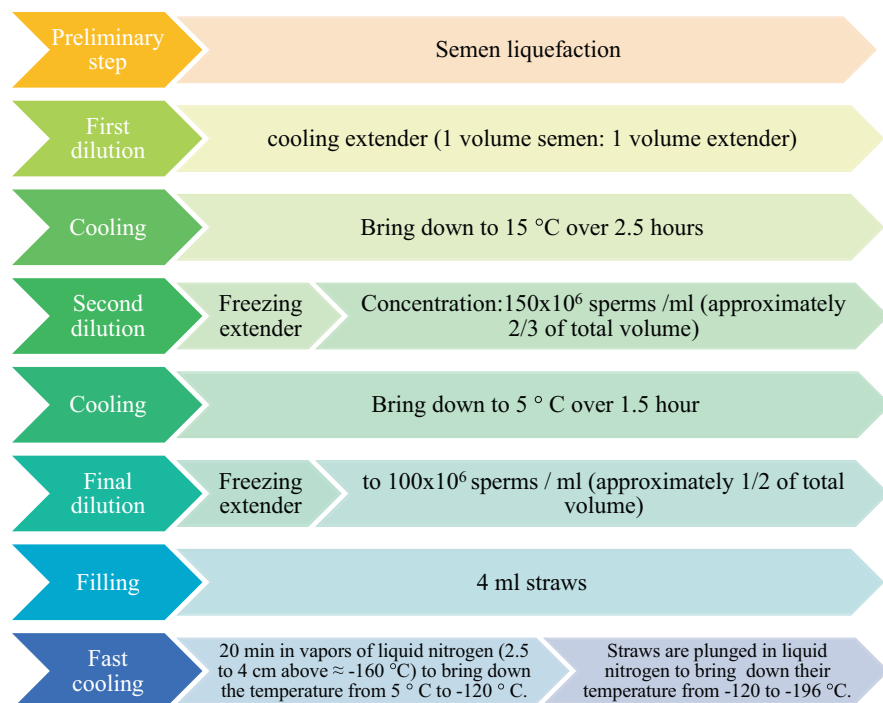 Preliminary
step
Semen liquefaction
First
dilution
cooling extender (1 volume semen: 1 volume extender)
Cooling
Bring down to 15 °C over 2.5 hours
Second
dilution
Freezing
extender
Concentration:150x10⁶ sperms /ml (approximately
2/3 of total volume)
Cooling
Bring down to 5 ° C over 1.5 hour
Final
dilution
Freezing
extender
to 100x10⁶ sperms / ml (approximately 1/2 of total
volume)
Filling
4 ml straws
Fast
cooling
20 min in vapors of liquid nitrogen (2.5
to 4 cm above ≈ -160 °C) to bring down
the temperature from 5 ° C to -120 ° C.
Straws are plunged in liquid
nitrogen to bring down their
temperature from -120 to -196 °C.